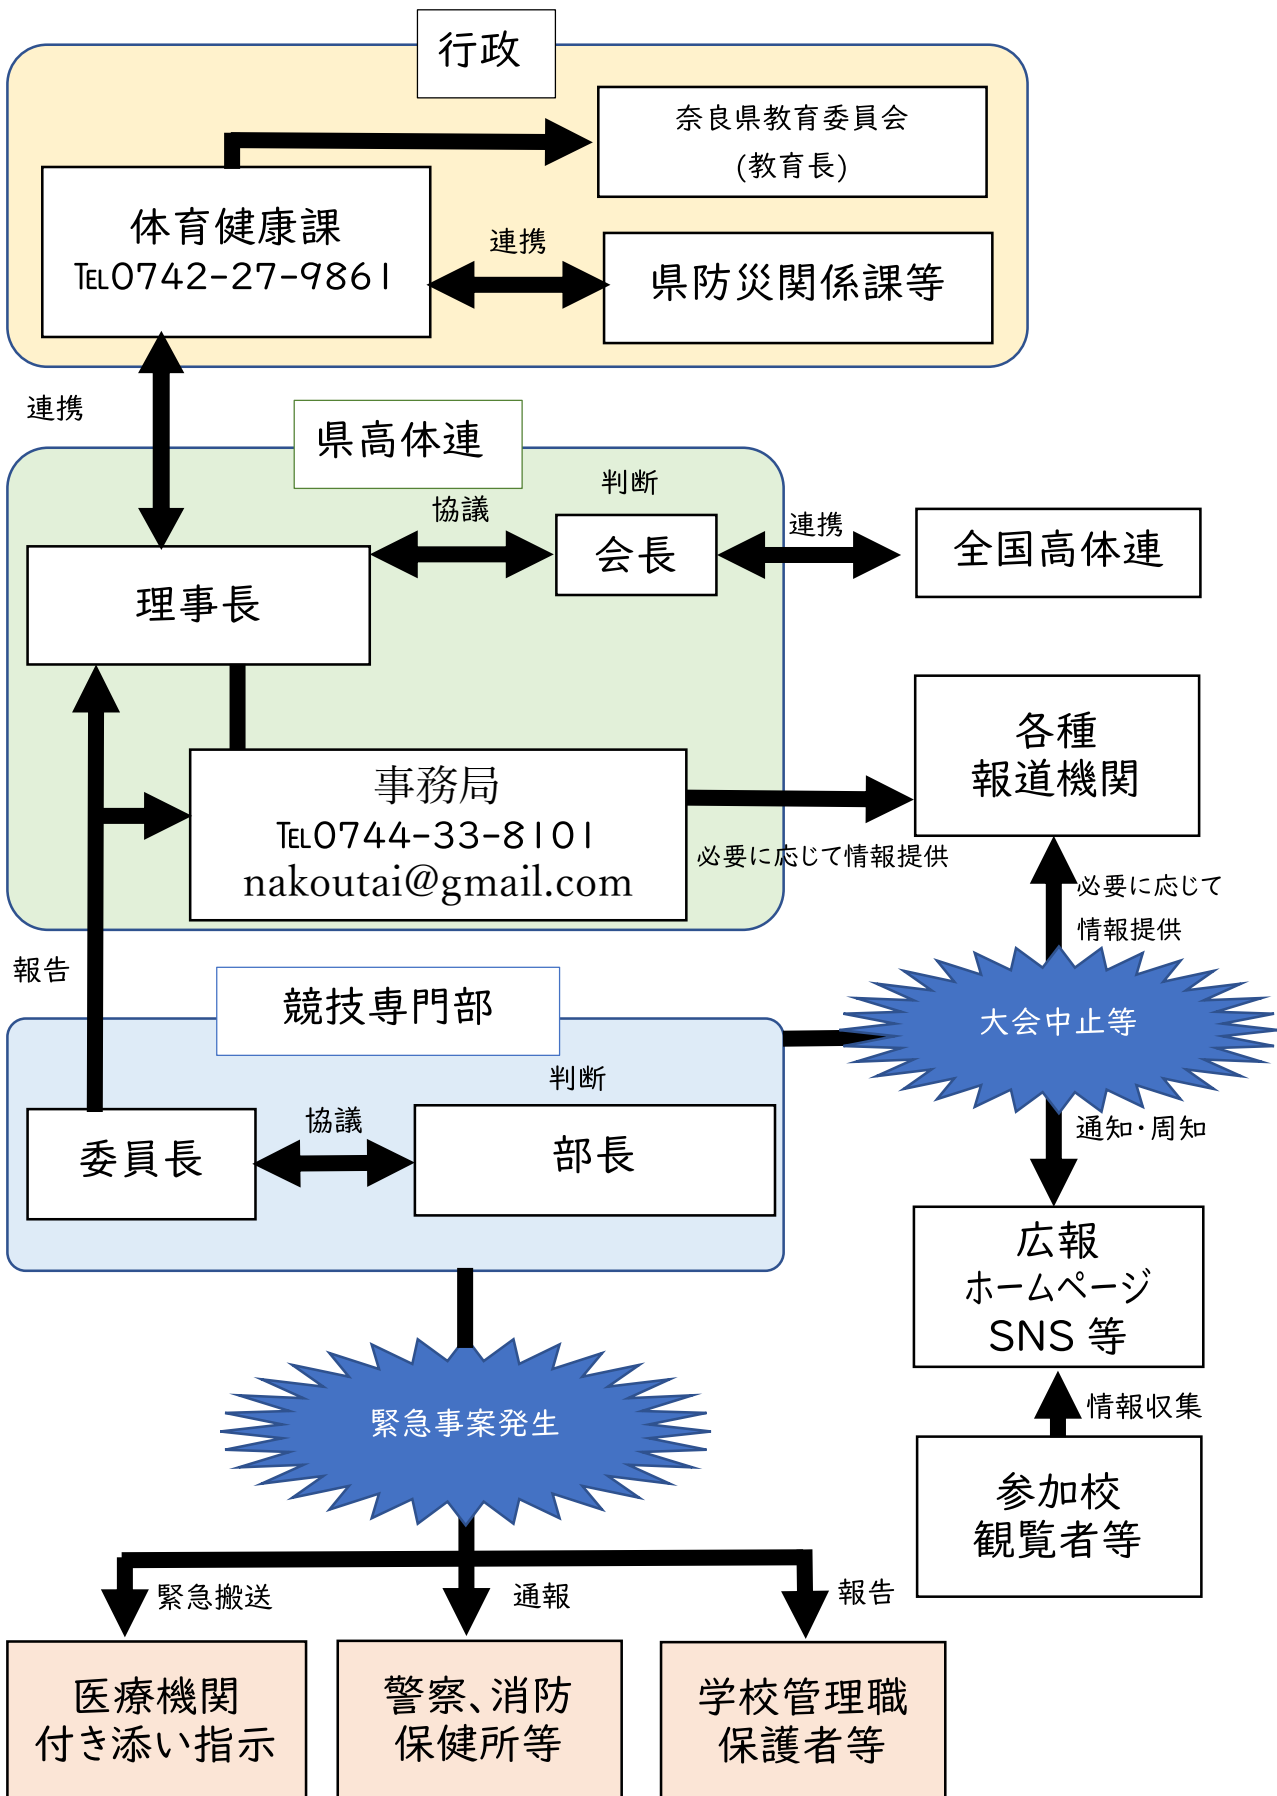 行政
奈良県教育委員会
(教育長)
体育健康課
℡0742-27-9861
連携
県防災関係課等
連携
県高体連
判断
協議
会長
連携
全国高体連
理事長
各種
報道機関
事務局
℡0744-33-8101
nakoutai@gmail.com
必要に応じて情報提供
必要に応じて
情報提供
報告
競技専門部
大会中止等
判断
協議
委員長
部長
通知・周知
広報
ホームページ
SNS 等
情報収集
緊急事案発生
参加校
観覧者等
緊急搬送
通報
報告
医療機関
付き添い指示
警察、消防
保健所等
学校管理職
保護者等